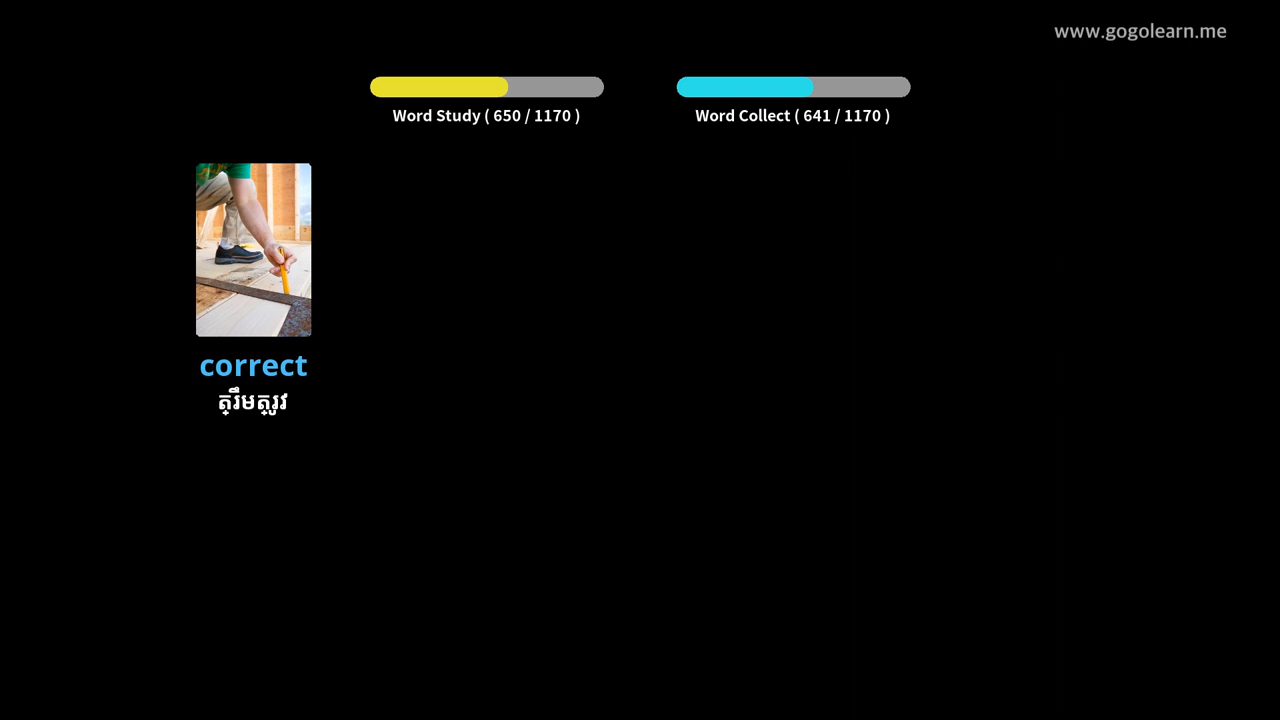 www.gogolearn.me
Word Study ( 650 / 1170 )
Word Collect ( 641 / 1170 )
correct
ត្រឹមត្រូវ